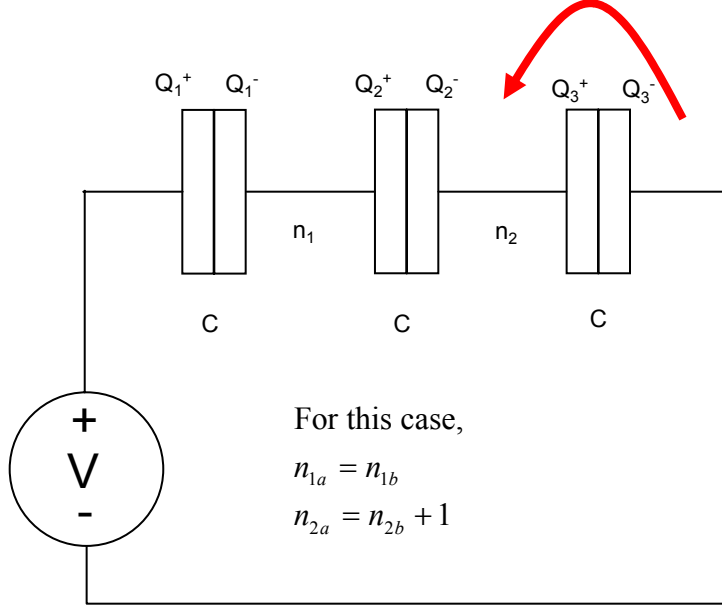 Q₁⁺ Q₁⁻ Q₂⁺ Q₂⁻ Q₃⁺ Q₃⁻
n₁ n₂
C C C
+
V
-
For this case,
n₁ₐ = n₁b
n₂ₐ = n₂b + 1